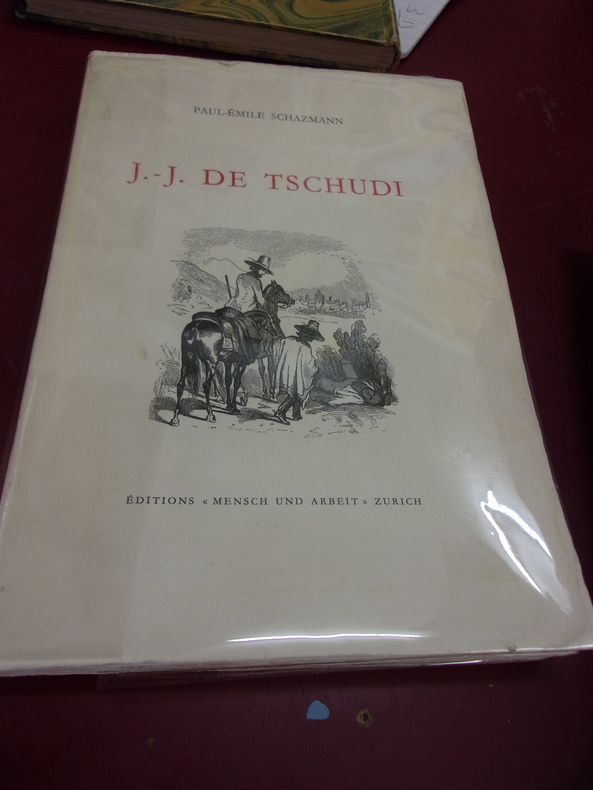 PAUL-ÉMILE SCHAZMANN
J.-J. DE TSCHUDI
ÉDITIONS « MENSCH UND ARBEIT » ZURICH